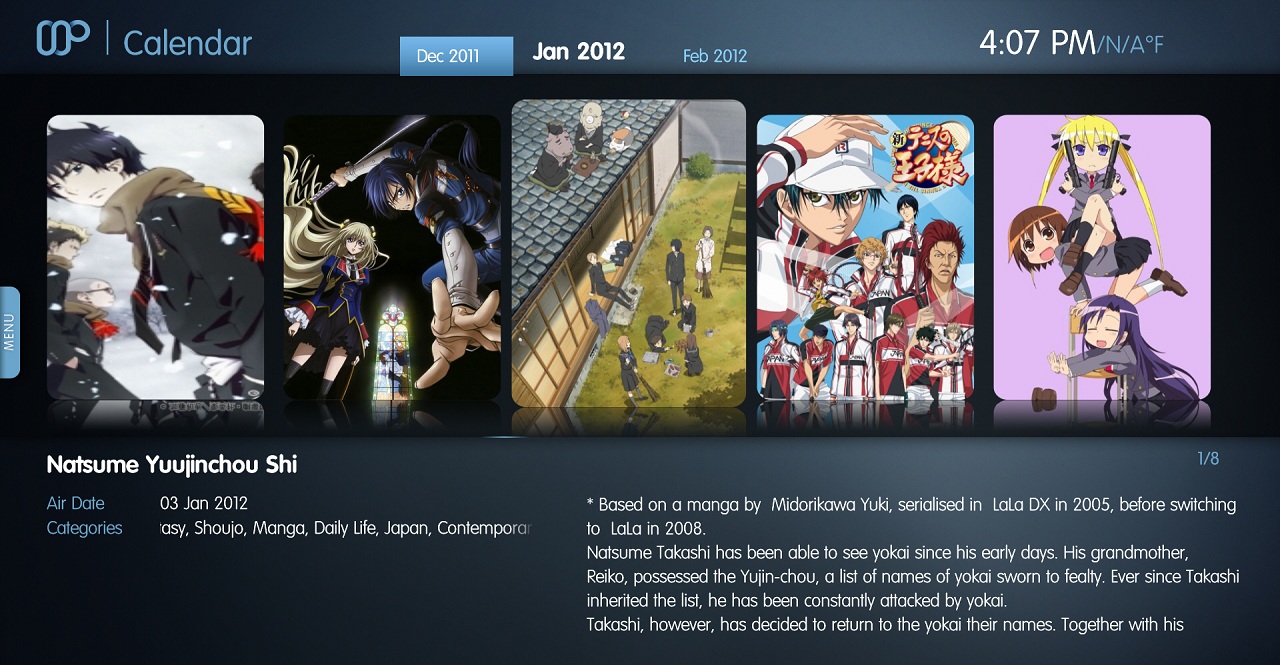 Calendar
Dec 2011
Jan 2012
Feb 2012
4:07 PM/N/A°F
MENU
新
テニスの
王子様
Natsume Yuujinchou Shi
1/8
Air Date
03 Jan 2012
Categories
asy, Shoujo, Manga, Daily Life, Japan, Contemporar
* Based on a manga by Midorikawa Yuki, serialised in LaLa DX in 2005, before switching
to LaLa in 2008.
Natsume Takashi has been able to see yokai since his early days. His grandmother,
Reiko, possessed the Yujin-chou, a list of names of yokai sworn to fealty. Ever since Takashi
inherited the list, he has been constantly attacked by yokai.
Takashi, however, has decided to return to the yokai their names. Together with his